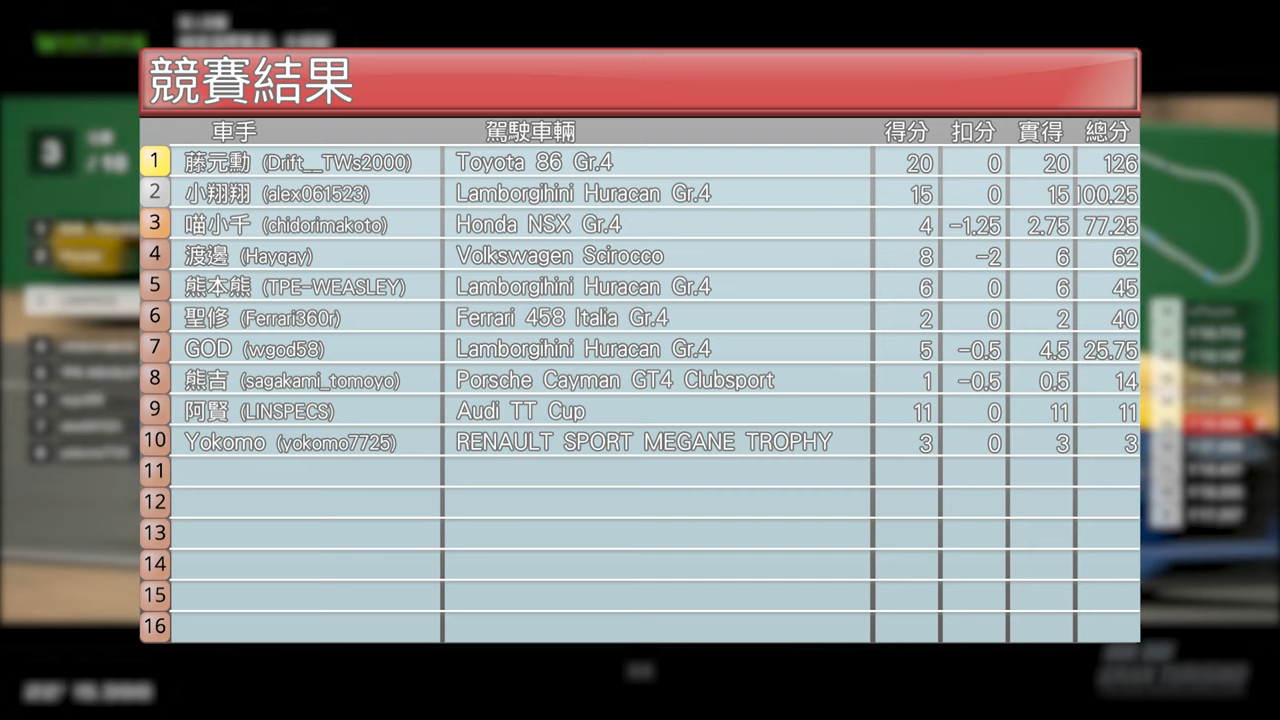 競賽結果
車手 駕駛車輛 得分 扣分 實得 總分
1 藤元勳 (Drift__TWs2000) Toyota 86 Gr.4 20 0 20 126
2 小翔翔 (alex061523) Lamborgihini Huracan Gr.4 15 0 15 100.25
3 喵小千 (chidorimakoto) Honda NSX Gr.4 4 -1.25 2.75 77.25
4 渡邊 (Hayqay) Volkswagen Scirocco 8 -2 6 62
5 熊本熊 (TPE-WEASLEY) Lamborgihini Huracan Gr.4 6 0 6 45
6 聖修 (Ferrari360r) Ferrari 458 Italia Gr.4 2 0 2 40
7 GOD (wgod58) Lamborgihini Huracan Gr.4 5 -0.5 4.5 25.75
8 熊吉 (sagakami_tomoyo) Porsche Cayman GT4 Clubsport 1 -0.5 0.5 14
9 阿賢 (LINSPECS) Audi TT Cup 11 0 11 11
10 Yokomo (yokomo7725) RENAULT SPORT MEGANE TROPHY 3 0 3 3
11
12
13
14
15
16